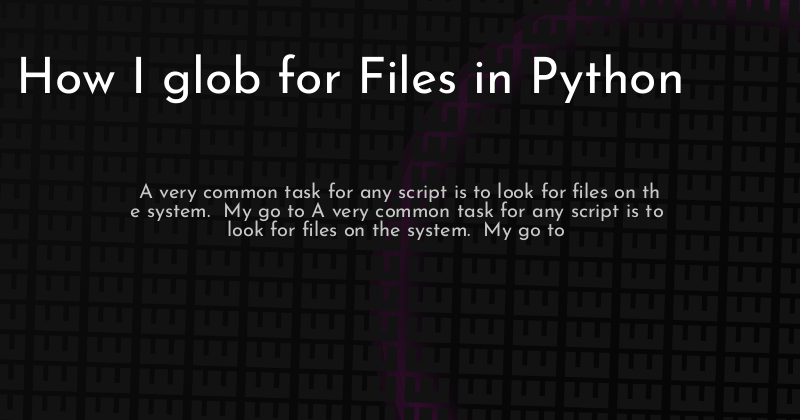 How I glob for Files in Python
A very common task for any script is to look for files on th
e system.  My go to A very common task for any script is to
look for files on the system.  My go to